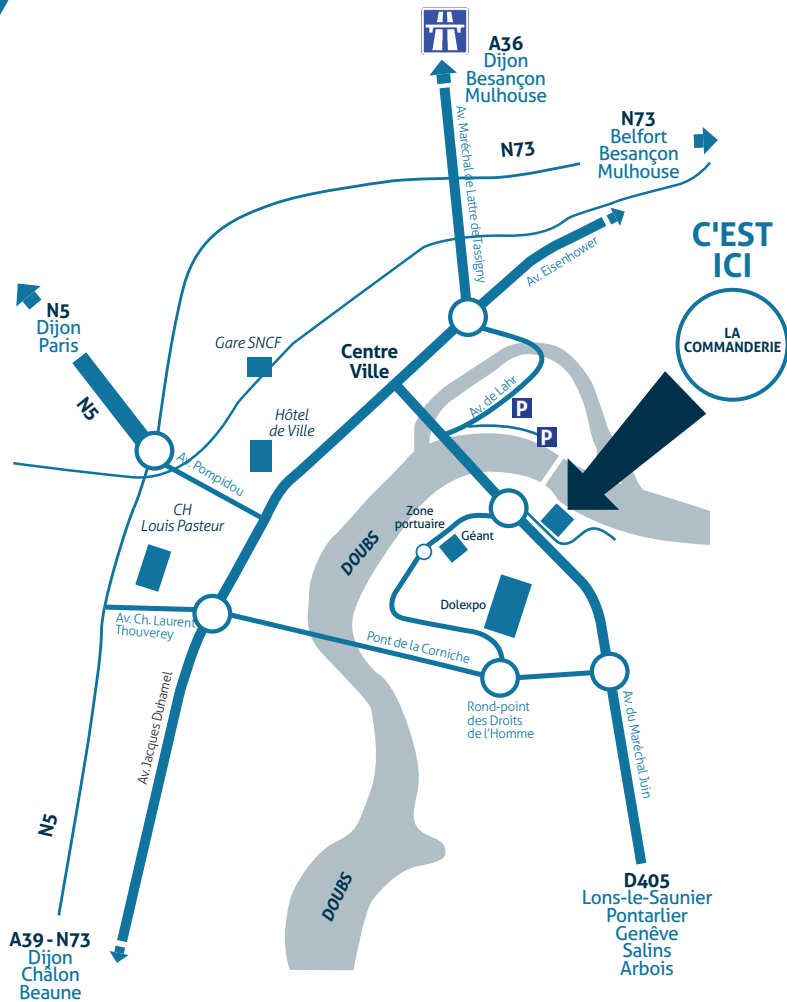 A36
Dijon
Besançon
Mulhouse
N73
Belfort
Besançon
Mulhouse
N73
Av. Maréchal de Lattre de Tassigny
Av. Eisenhower
C'EST
ICI
LA
COMMANDERIE
N5
Dijon
Paris
N5
Gare SNCF
Centre
Ville
Hôtel
de Ville
Av. de Lahr
P
P
Av. Pompidou
CH
Louis Pasteur
Zone
portuaire
Géant
DOUBS
Dolexpo
Av. Ch. Laurent
Thouverey
Pont de la Corniche
Rond-point
des Droits
de l'Homme
Av. Jacques Duhamel
Av. du Maréchal Juin
N5
DOUBS
D405
Lons-le-Saunier
Pontarlier
Genêve
Salins
Arbois
A39 - N73
Dijon
Châlon
Beaune